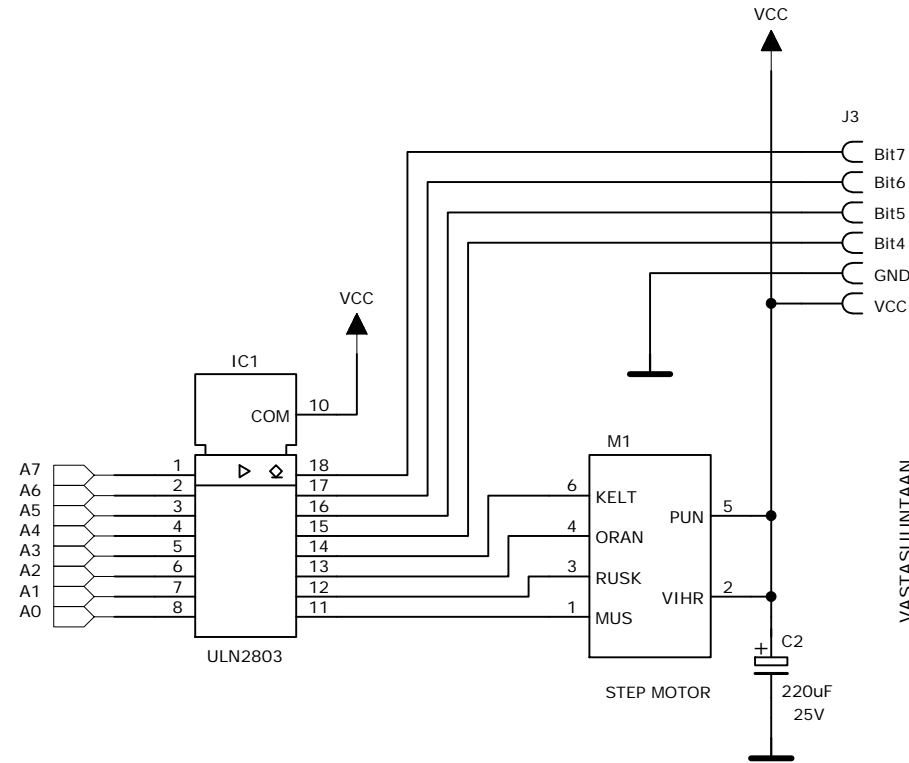 VCC
J3
Bit7
Bit6
Bit5
Bit4
GND
VCC
VCC
IC1
COM 10
A7 1 18
A6 2 17
A5 3 16
A4 4 15
A3 5 14
A2 6 13
A1 7 12
A0 8 11
ULN2803
M1
6 KELT
4 ORAN
3 RUSK
1 MUS
PUN 5
VIHR 2
STEP MOTOR
+ C2
220uF
25V
VASTASUUNTAAN